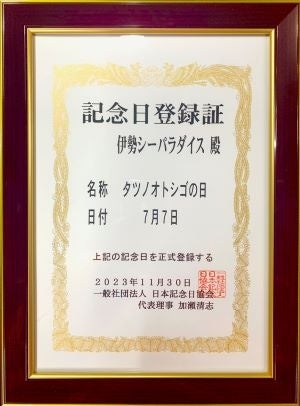 記念日登録証
伊勢シーパラダイス 殿
名称 タツノオトシゴの日
日付 7月7日
上記の記念日を正式登録する
2023年11月30日
一般社団法人 日本記念日協会
代表理事 加瀬清志